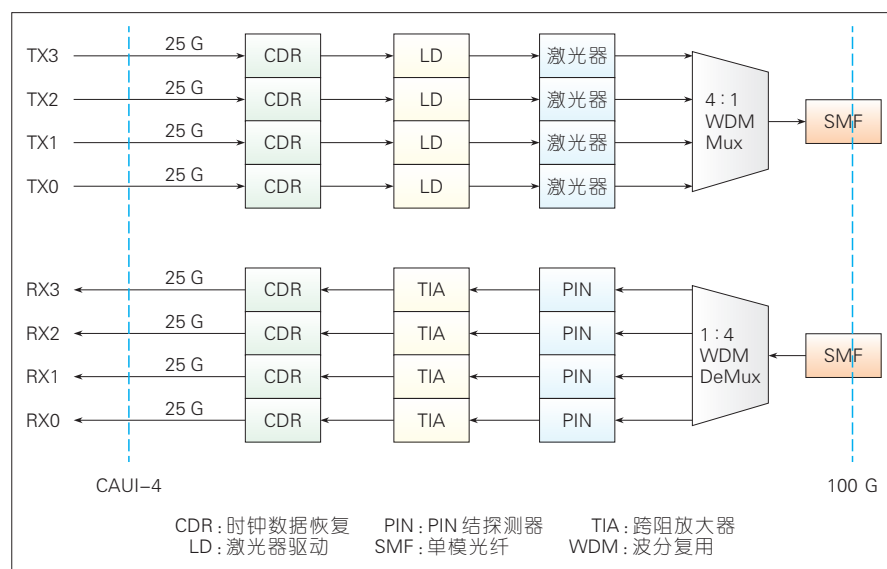 TX3 25 G CDR LD 激光器
TX2 25 G CDR LD 激光器
TX1 25 G CDR LD 激光器
TX0 25 G CDR LD 激光器
4:1
WDM
Mux
SMF
RX3 25 G CDR TIA PIN
RX2 25 G CDR TIA PIN
RX1 25 G CDR TIA PIN
RX0 25 G CDR TIA PIN
1:4
WDM
DeMux
SMF
CAUI-4 100 G
CDR:时钟数据恢复 PIN:PIN结探测器 TIA:跨阻放大器
LD:激光器驱动 SMF:单模光纤 WDM:波分复用